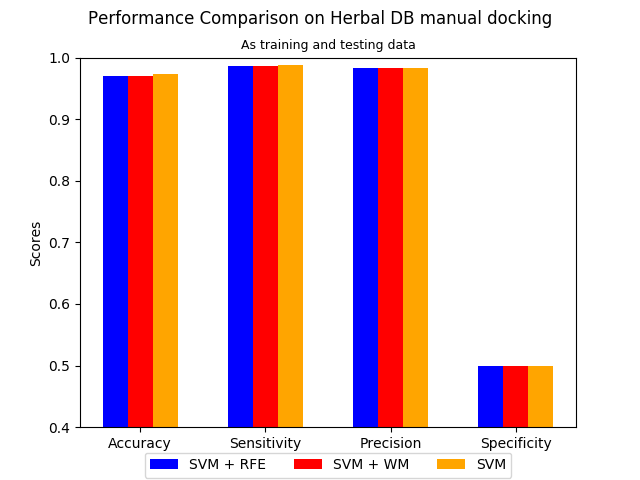 Performance Comparison on Herbal DB manual docking
As training and testing data
1.0
0.9
0.8
0.7
0.6
0.5
0.4
Scores
Accuracy Sensitivity Precision Specificity
SVM + RFE SVM + WM SVM